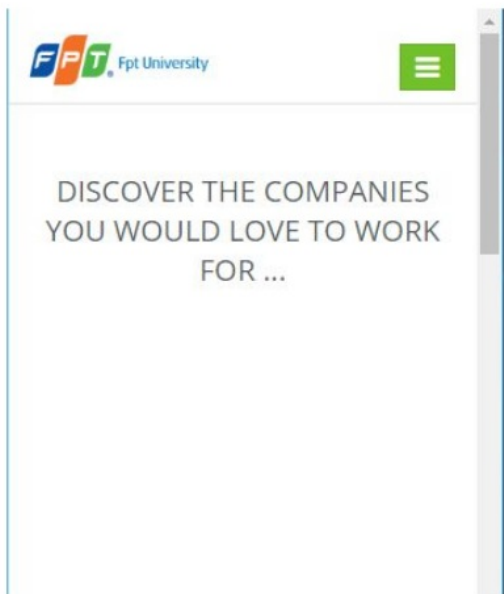 FPT® Fpt University
DISCOVER THE COMPANIES
YOU WOULD LOVE TO WORK
FOR ...